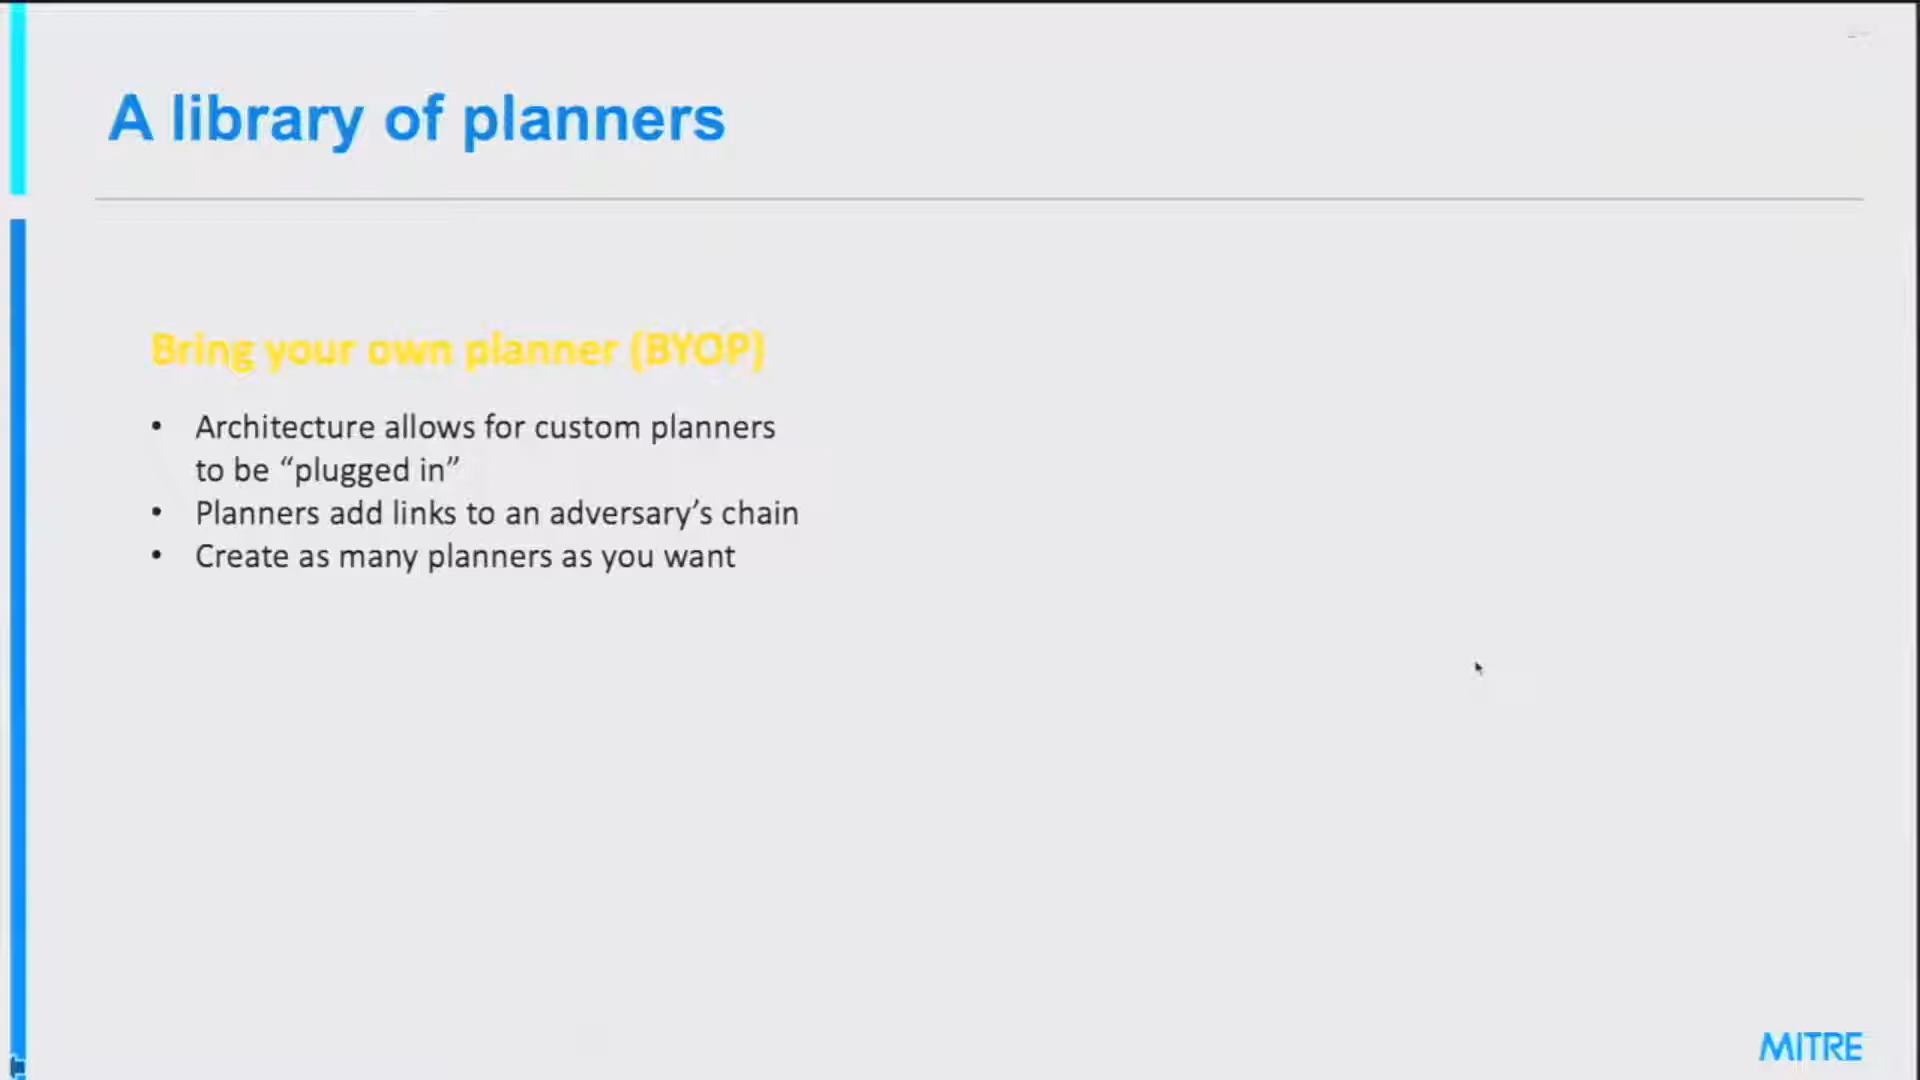 A library of planners
Bring your own planner (BYOP)
• Architecture allows for custom planners
to be “plugged in”
• Planners add links to an adversary’s chain
• Create as many planners as you want
MITRE